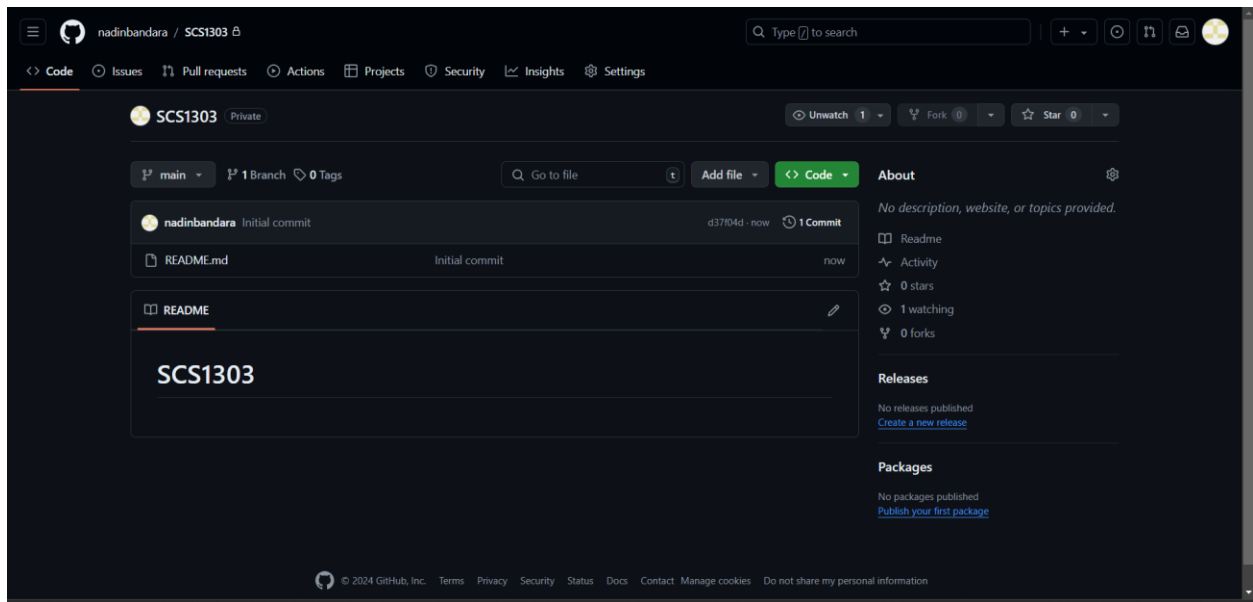 nadinbandara / SCS1303
Type / to search
Code Issues Pull requests Actions Projects Security Insights Settings
SCS1303 Private
Unwatch 1 Fork 0 Star 0
main 1 Branch 0 Tags Go to file t Add file Code
nadinbandara Initial commit d37f04d · now 1 Commit
README.md Initial commit now
README
SCS1303
About
No description, website, or topics provided.
Readme
Activity
0 stars
1 watching
0 forks
Releases
No releases published
Create a new release
Packages
No packages published
Publish your first package
© 2024 GitHub, Inc. Terms Privacy Security Status Docs Contact Manage cookies Do not share my personal information